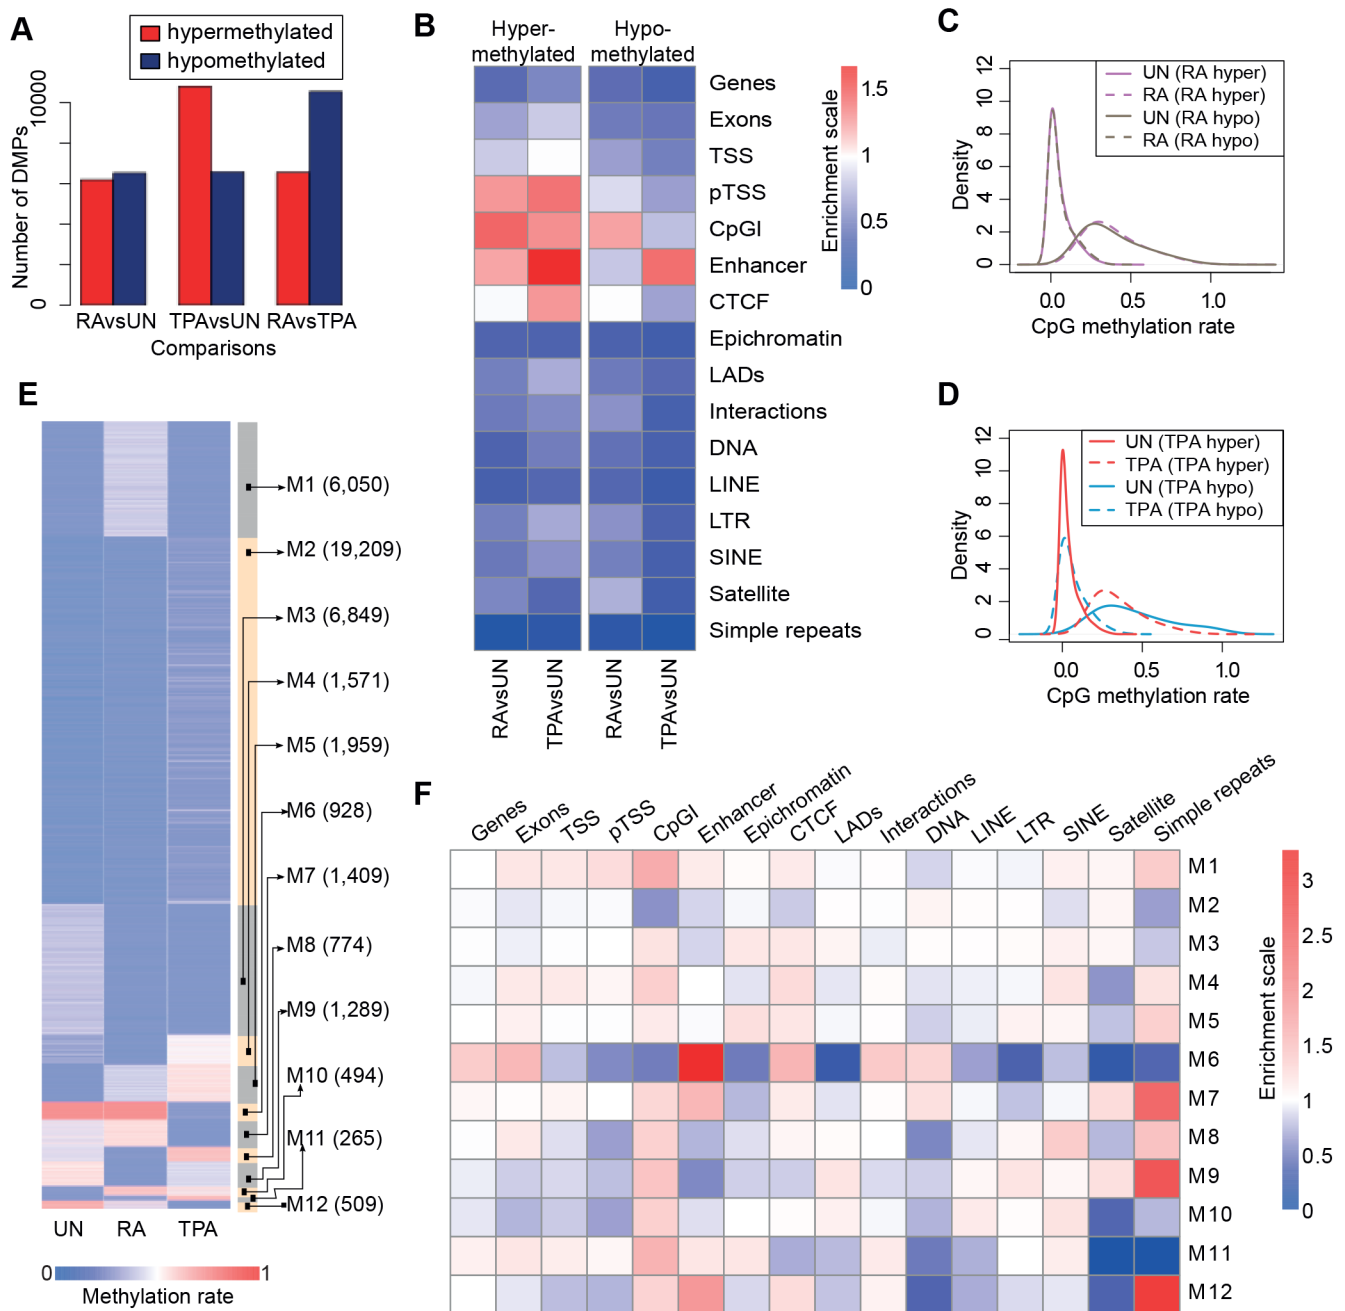 A
hypermethylated
hypomethylated
Number of DMPs
10000
0
RAvsUN
TPAvsUN
RAvsTPA
Comparisons
B
Hyper-
methylated
Hypo-
methylated
Genes
Exons
TSS
pTSS
CpGI
Enhancer
CTCF
Epichromatin
LADs
Interactions
DNA
LINE
LTR
SINE
Satellite
Simple repeats
RAvsUN
TPAvsUN
RAvsUN
TPAvsUN
Enrichment scale
1.5
1
0.5
0
C
12
10
8
6
4
2
0
Density
UN (RA hyper)
RA (RA hyper)
UN (RA hypo)
RA (RA hypo)
0.0
0.5
1.0
CpG methylation rate
D
12
10
8
6
4
2
0
Density
UN (TPA hyper)
TPA (TPA hyper)
UN (TPA hypo)
TPA (TPA hypo)
0.0
0.5
1.0
CpG methylation rate
E
M1 (6,050)
M2 (19,209)
M3 (6,849)
M4 (1,571)
M5 (1,959)
M6 (928)
M7 (1,409)
M8 (774)
M9 (1,289)
M10 (494)
M11 (265)
M12 (509)
UN
RA
TPA
0
1
Methylation rate
F
Genes
Exons
TSS
pTSS
CpGI
Enhancer
Epichromatin
CTCF
LADs
Interactions
DNA
LINE
LTR
SINE
Satellite
Simple repeats
M1
M2
M3
M4
M5
M6
M7
M8
M9
M10
M11
M12
Enrichment scale
3
2.5
2
1.5
1
0.5
0